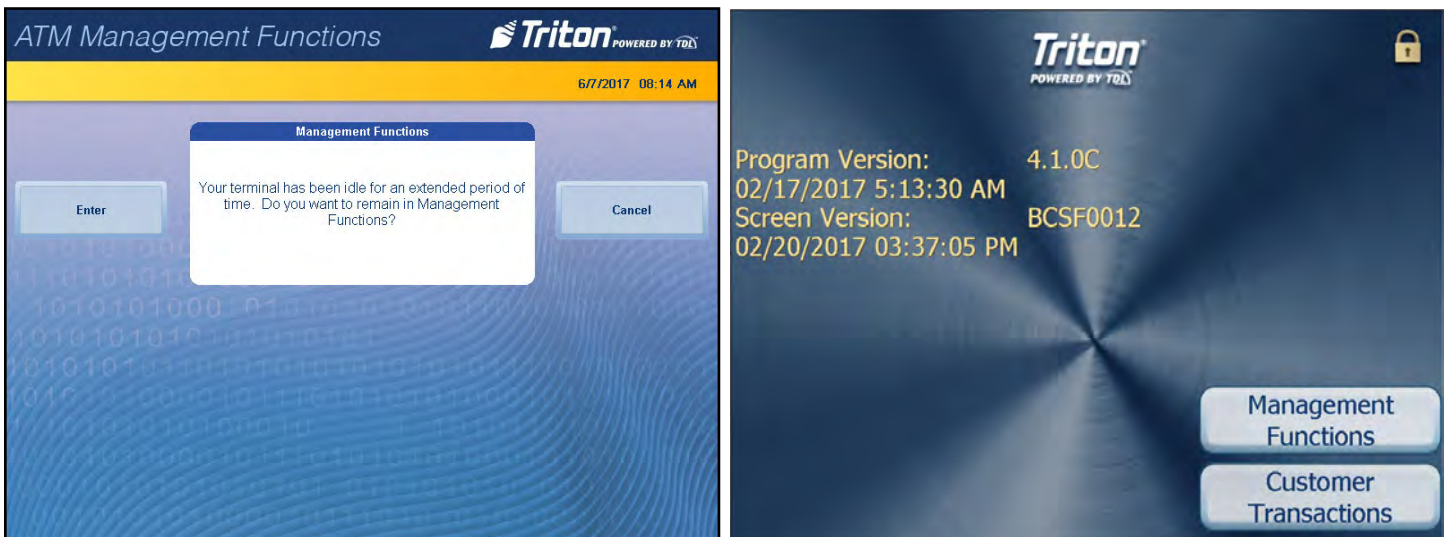 ATM Management Functions
Triton POWERED BY TDL
6/7/2017 08:14 AM
Management Functions
Your terminal has been idle for an extended period of
time. Do you want to remain in Management
Functions?
Enter
Cancel
Triton
POWERED BY TDL
Program Version: 4.1.0C
02/17/2017 5:13:30 AM
Screen Version: BCSF0012
02/20/2017 03:37:05 PM
Management
Functions
Customer
Transactions